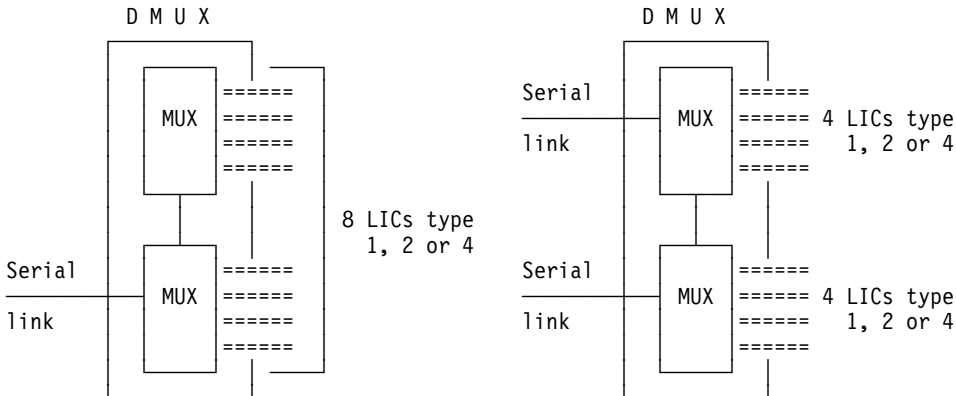 D M U X
MUX
8 LICs type
1, 2 or 4
Serial
MUX
link
D M U X
Serial
MUX
4 LICs type
link
1, 2 or 4
Serial
MUX
4 LICs type
link
1, 2 or 4